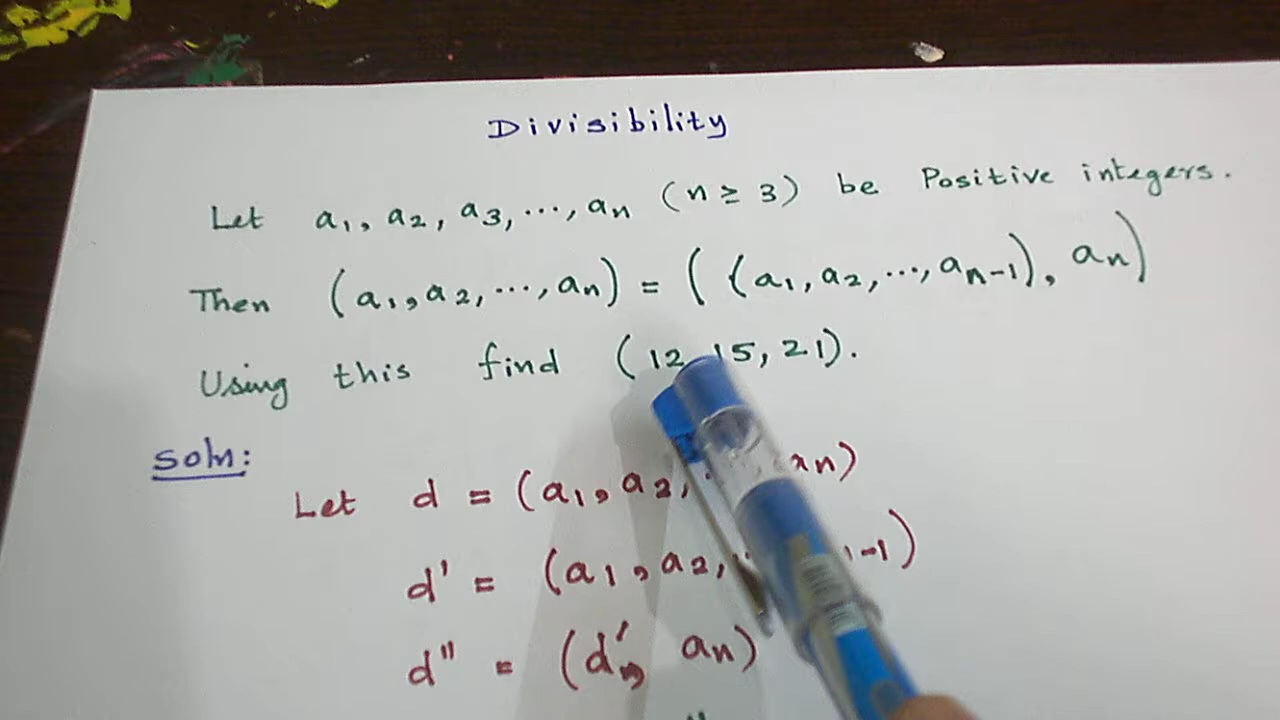 Divisibility
Let a₁, a₂, a₃, ..., aₙ (n ≥ 3) be Positive integers.
Then (a₁, a₂, ..., aₙ) = ((a₁, a₂, ..., aₙ₋₁), aₙ)
Using this find (12, 15, 21).
Soln:
Let d = (a₁, a₂, aₙ)
d' = (a₁, a₂, ₋₁)
d'' = (d', aₙ)